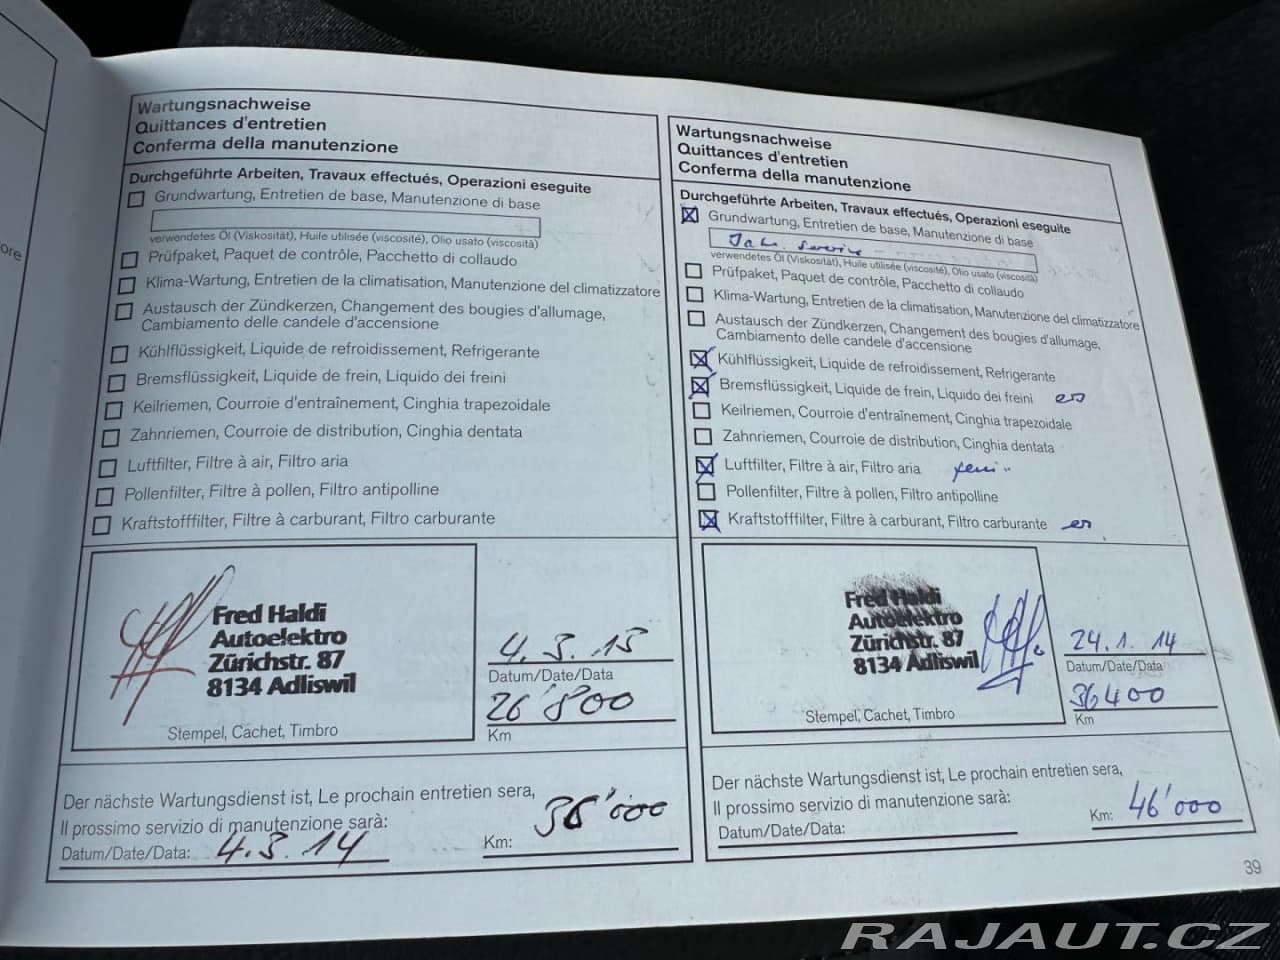 ore
Wartungsnachweise
Quittances d'entretien
Conferma della manutenzione
Durchgeführte Arbeiten, Travaux effectués, Operazioni eseguite
Grundwartung, Entretien de base, Manutenzione di base
verwendetes Öl (Viskosität), Huile utilisée (viscosité), Olio usato (viscosità)
Prüfpaket, Paquet de contrôle, Pacchetto di collaudo
Klima-Wartung, Entretien de la climatisation, Manutenzione del climatizzatore
Austausch der Zündkerzen, Changement des bougies d'allumage,
Cambiamento delle candele d'accensione
Kühlflüssigkeit, Liquide de refroidissement, Refrigerante
Bremsflüssigkeit, Liquide de frein, Liquido dei freini
Keilriemen, Courroie d'entraînement, Cinghia trapezoidale
Zahnriemen, Courroie de distribution, Cinghia dentata
Luftfilter, Filtre à air, Filtro aria
Pollenfilter, Filtre à pollen, Filtro antipolline
Kraftstofffilter, Filtre à carburant, Filtro carburante
Fred Haldi
Autoelektro
Zürichstr. 87
8134 Adliswil
Stempel, Cachet, Timbro
4.3.13
Datum/Date/Data
26'800
Km
Der nächste Wartungsdienst ist, Le prochain entretien sera,
Il prossimo servizio di manutenzione sarà:
Datum/Date/Data: 4.3.14
Km: 36'000
Wartungsnachweise
Quittances d'entretien
Conferma della manutenzione
Durchgeführte Arbeiten, Travaux effectués, Operazioni eseguite
Grundwartung, Entretien de base, Manutenzione di base
verwendetes Öl (Viskosität), Huile utilisée (viscosité), Olio usato (viscosità)
Prüfpaket, Paquet de contrôle, Pacchetto di collaudo
Klima-Wartung, Entretien de la climatisation, Manutenzione del climatizzatore
Austausch der Zündkerzen, Changement des bougies d'allumage,
Cambiamento delle candele d'accensione
Kühlflüssigkeit, Liquide de refroidissement, Refrigerante
Bremsflüssigkeit, Liquide de frein, Liquido dei freini
Keilriemen, Courroie d'entraînement, Cinghia trapezoidale
Zahnriemen, Courroie de distribution, Cinghia dentata
Luftfilter, Filtre à air, Filtro aria
Pollenfilter, Filtre à pollen, Filtro antipolline
Kraftstofffilter, Filtre à carburant, Filtro carburante
Fred Haldi
Autoelektro
Zürichstr. 87
8134 Adliswil
Stempel, Cachet, Timbro
24.1.14
Datum/Date/Data
36400
Km
Der nächste Wartungsdienst ist, Le prochain entretien sera,
Il prossimo servizio di manutenzione sarà:
Datum/Date/Data:
Km: 46'000
39
RAJAUT.CZ